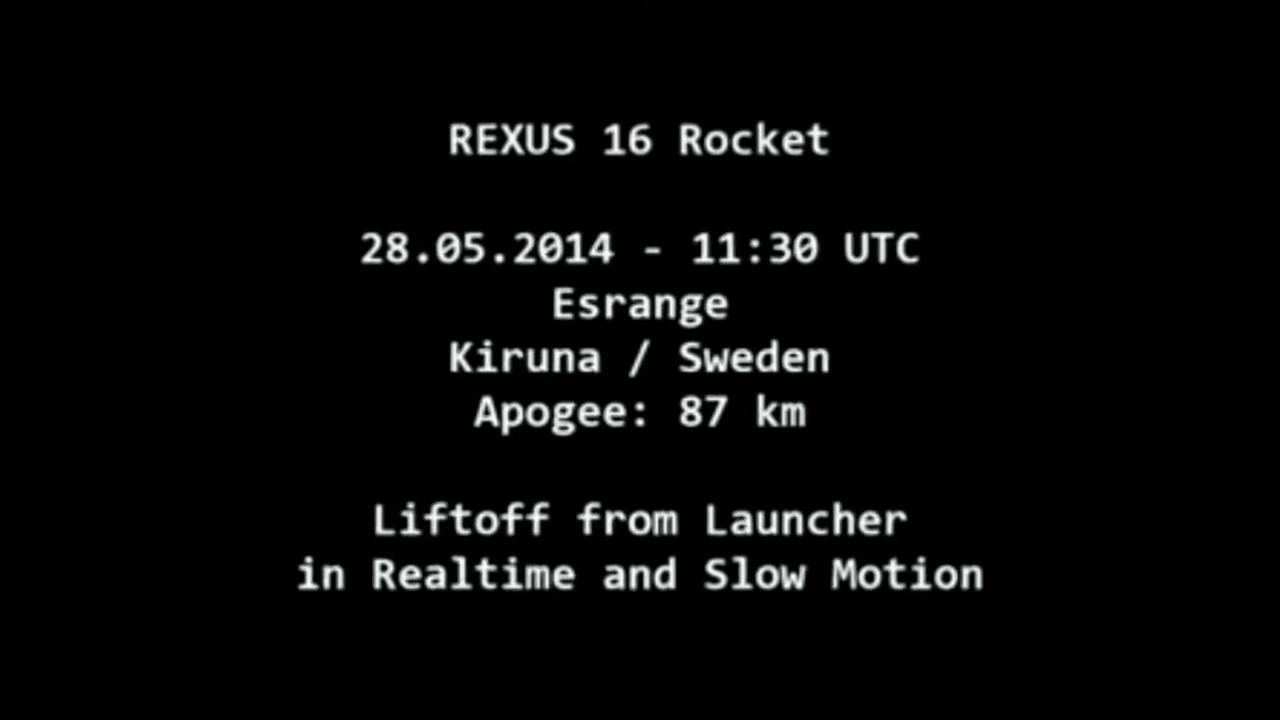 REXUS 16 Rocket
28.05.2014 - 11:30 UTC
Esrange
Kiruna / Sweden
Apogee: 87 km
Liftoff from Launcher
in Realtime and Slow Motion